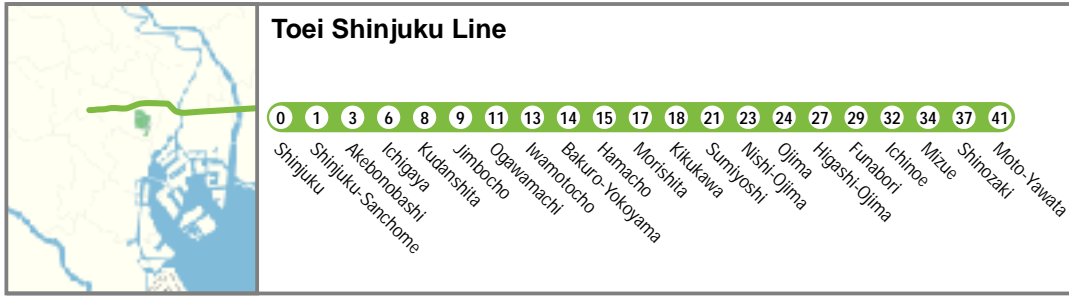 Toei Shinjuku Line
0 1 3 6 8 9 11 13 14 15 17 18 21 23 24 27 29 32 34 37 41
Shinjuku
Shinjuku-Sanchome
Akebonobashi
Ichigaya
Kudanshita
Jimbocho
Ogawamachi
Iwamotocho
Bakuro-Yokoyama
Hamacho
Morishita
Kikukawa
Sumiyoshi
Nishi-Ojima
Ojima
Higashi-Ojima
Funabori
Ichinoe
Mizue
Shinozaki
Moto-Yawata